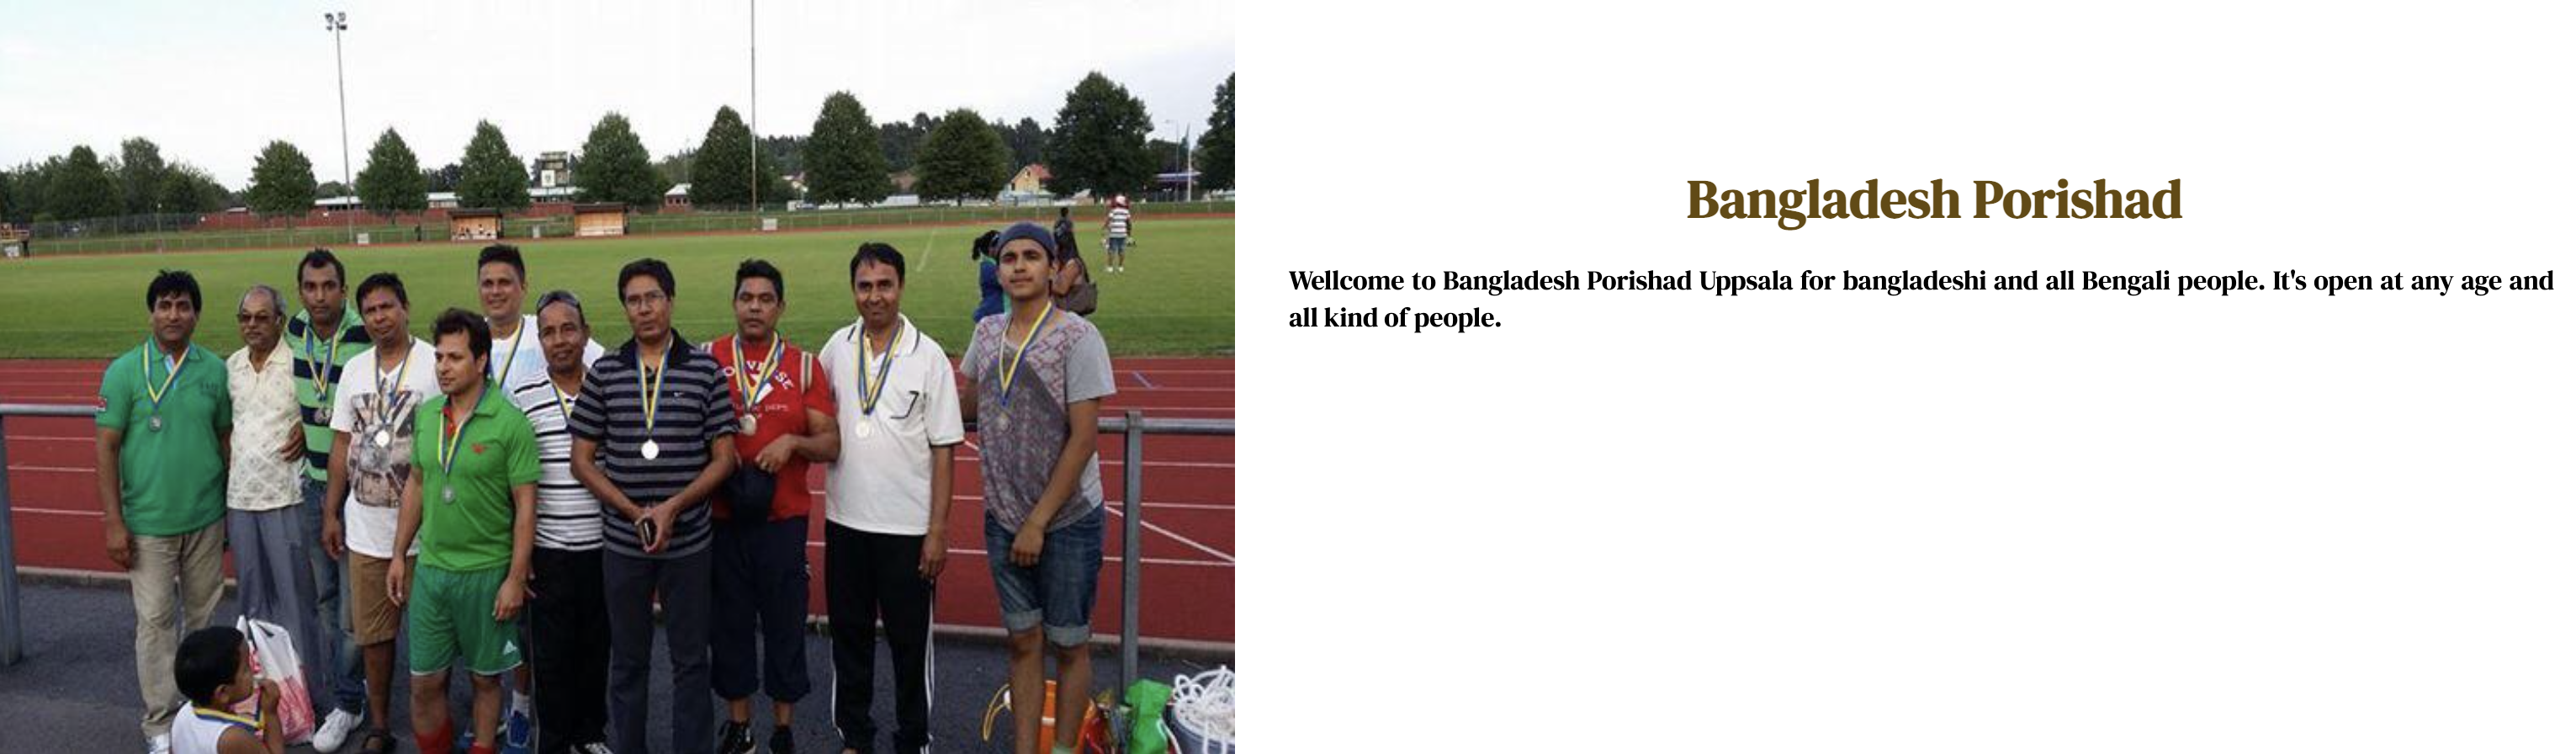 Bangladesh Porishad
Wellcome to Bangladesh Porishad Uppsala for bangladeshi and all Bengali people. It's open at any age and
all kind of people.